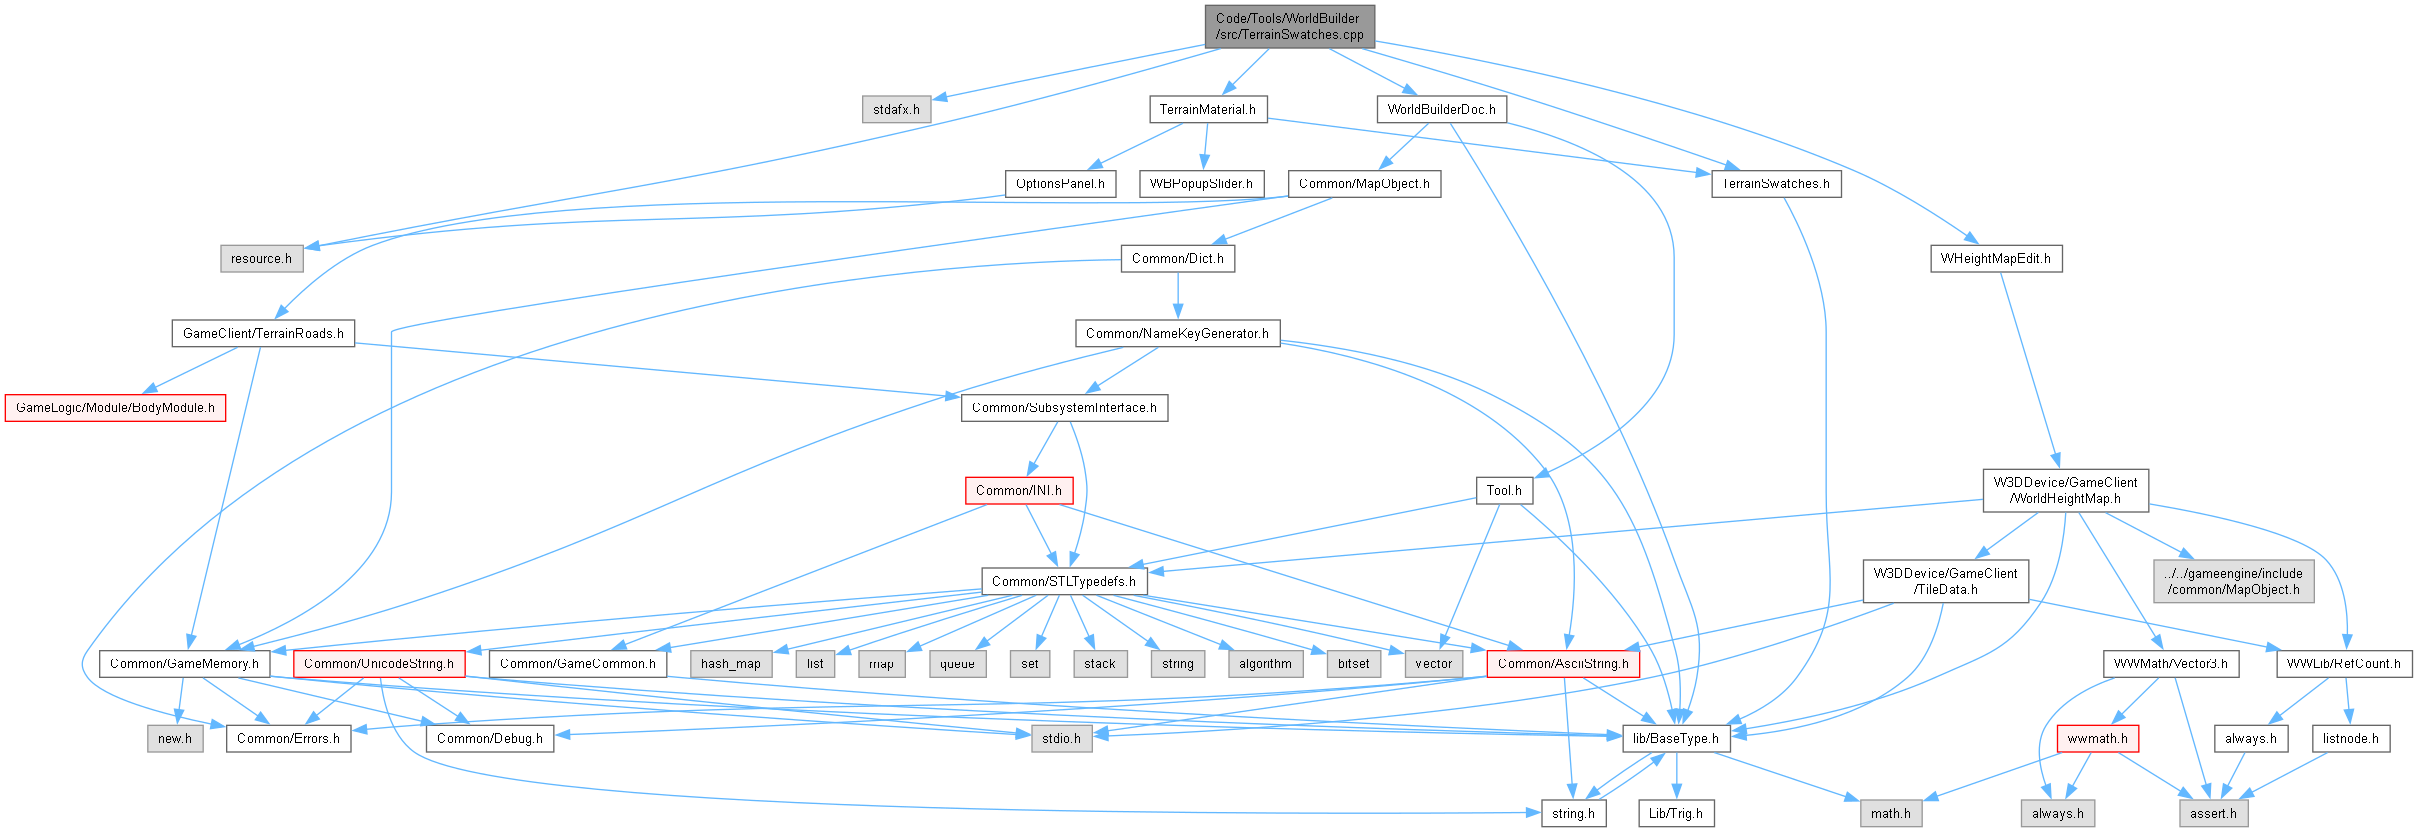 Code/Tools/WorldBuilder
/src/TerrainSwatches.cpp
stdafx.h
TerrainMaterial.h
WorldBuilderDoc.h
OptionsPanel.h
WBPopupSlider.h
Common/MapObject.h
TerrainSwatches.h
resource.h
Common/Dict.h
WHeightMapEdit.h
GameClient/TerrainRoads.h
Common/NameKeyGenerator.h
GameLogic/Module/BodyModule.h
Common/SubsystemInterface.h
Common/INI.h
Tool.h
W3DDevice/GameClient
/WorldHeightMap.h
Common/STLTypedefs.h
W3DDevice/GameClient
/TileData.h
../../gameengine/include
/common/MapObject.h
Common/GameMemory.h
Common/UnicodeString.h
Common/GameCommon.h
hash_map
list
map
queue
set
stack
string
algorithm
bitset
vector
Common/AsciiString.h
WWMath/Vector3.h
WWLib/RefCount.h
new.h
Common/Errors.h
Common/Debug.h
stdio.h
lib/BaseType.h
wwmath.h
always.h
listnode.h
string.h
Lib/Trig.h
math.h
always.h
assert.h